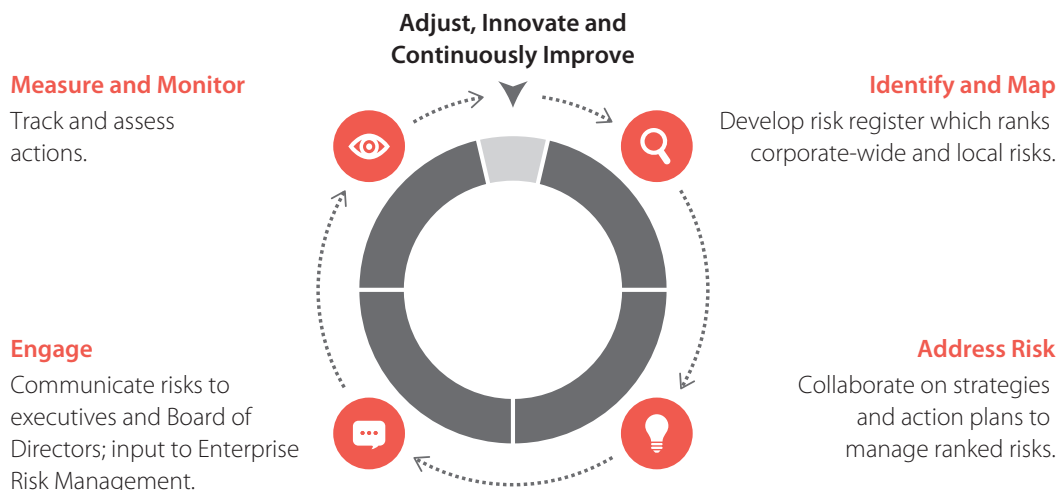 Adjust, Innovate and
Continuously Improve
Measure and Monitor
Track and assess
actions.
Identify and Map
Develop risk register which ranks
corporate-wide and local risks.
Engage
Communicate risks to
executives and Board of
Directors; input to Enterprise
Risk Management.
Address Risk
Collaborate on strategies
and action plans to
manage ranked risks.